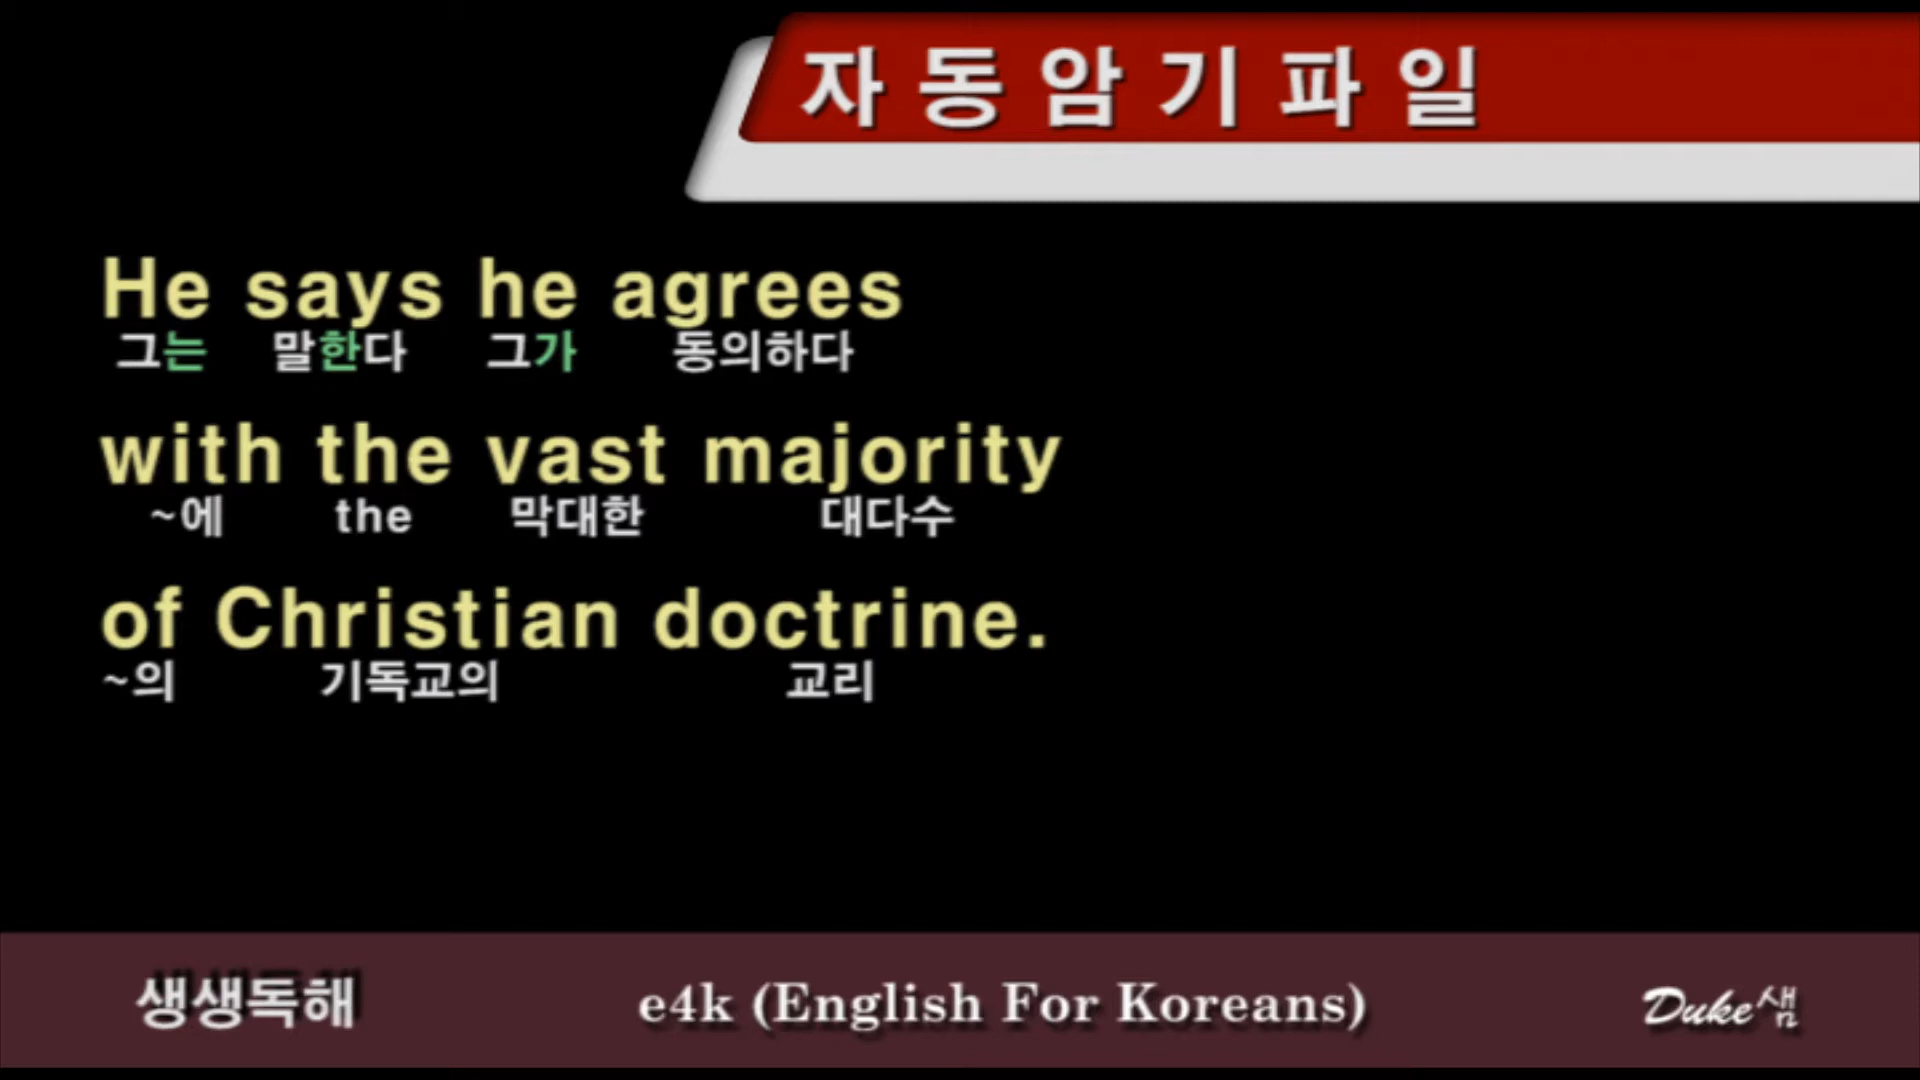 자동암기파일
He says he agrees
그는 말한다 그가 동의하다
with the vast majority
~에 the 막대한 대다수
of Christian doctrine.
~의 기독교의 교리
생생독해 e4k (English For Koreans) Duke샘